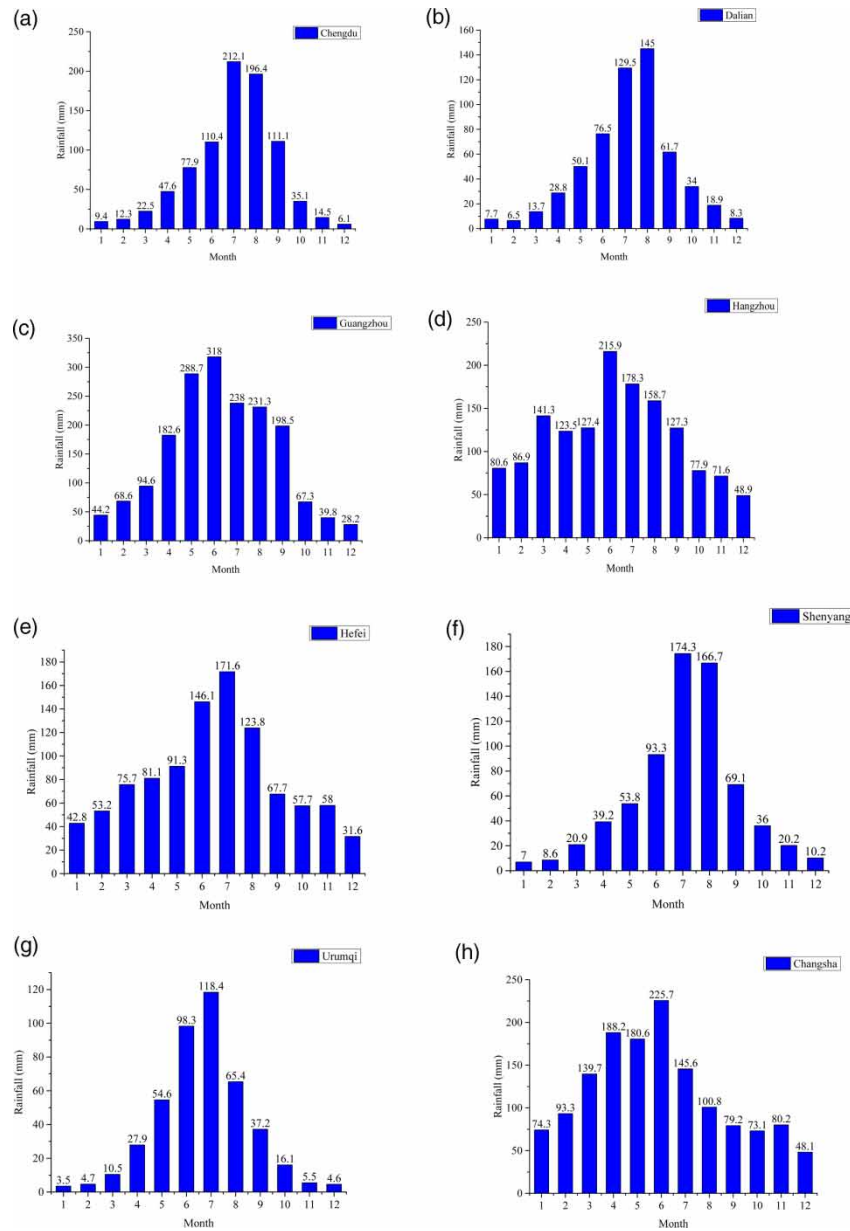 (a)
Chengdu
Rainfall (mm)
250
200
150
100
50
0
9.4 12.3 22.5 47.6 77.9 110.4 212.1 196.4 111.1 35.1 14.5 6.1
1 2 3 4 5 6 7 8 9 10 11 12
Month
(b)
Dalian
Rainfall (mm)
160
140
120
100
80
60
40
20
0
7.7 6.5 13.7 28.8 50.1 76.5 129.5 145 61.7 34 18.9 8.3
1 2 3 4 5 6 7 8 9 10 11 12
Month
(c)
Guangzhou
Rainfall (mm)
350
300
250
200
150
100
50
0
44.2 68.6 94.6 182.6 288.7 318 238 231.3 198.5 67.3 39.8 28.2
1 2 3 4 5 6 7 8 9 10 11 12
Month
(d)
Hangzhou
Rainfall (mm)
250
200
150
100
50
0
80.6 86.9 141.3 123.5 127.4 215.9 178.3 158.7 127.3 77.9 71.6 48.9
1 2 3 4 5 6 7 8 9 10 11 12
Month
(e)
Hefei
Rainfall (mm)
180
160
140
120
100
80
60
40
20
0
42.8 53.2 75.7 81.1 91.3 146.1 171.6 123.8 67.7 57.7 58 31.6
1 2 3 4 5 6 7 8 9 10 11 12
Month
(f)
Shenyang
Rainfall (mm)
180
160
140
120
100
80
60
40
20
0
7 8.6 20.9 39.2 53.8 93.3 174.3 166.7 69.1 36 20.2 10.2
1 2 3 4 5 6 7 8 9 10 11 12
Month
(g)
Urumqi
Rainfall (mm)
120
100
80
60
40
20
0
3.5 4.7 10.5 27.9 54.6 98.3 118.4 65.4 37.2 16.1 5.5 4.6
1 2 3 4 5 6 7 8 9 10 11 12
Month
(h)
Changsha
Rainfall (mm)
250
200
150
100
50
0
74.3 93.3 139.7 188.2 180.6 225.7 145.6 100.8 79.2 73.1 80.2 48.1
1 2 3 4 5 6 7 8 9 10 11 12
Month